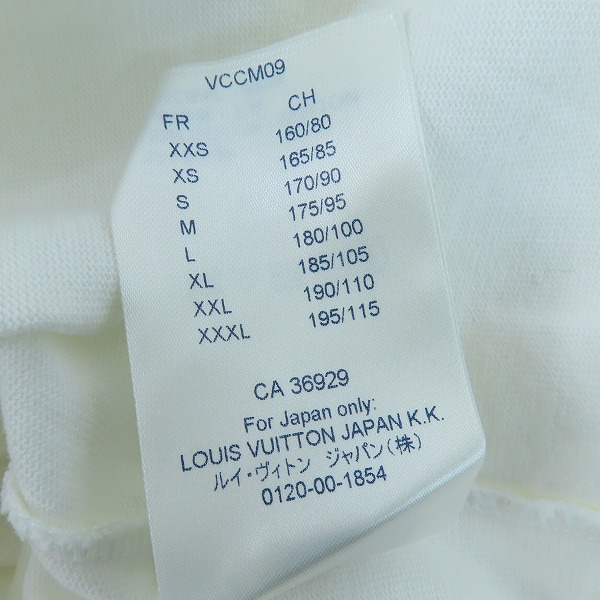 VCCM09
FR CH
XXS 160/80
XS 165/85
S 170/90
M 175/95
L 180/100
XL 185/105
XXL 190/110
XXXL 195/115
CA 36929
For Japan only:
LOUIS VUITTON JAPAN K.K.
ルイ・ヴィトン ジャパン(株)
0120-00-1854